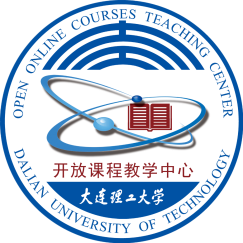 OPEN ONLINE COURSES TEACHING CENTER
开放课程教学中心
大连理工大学
DALIAN UNIVERSITY OF TECHNOLOGY